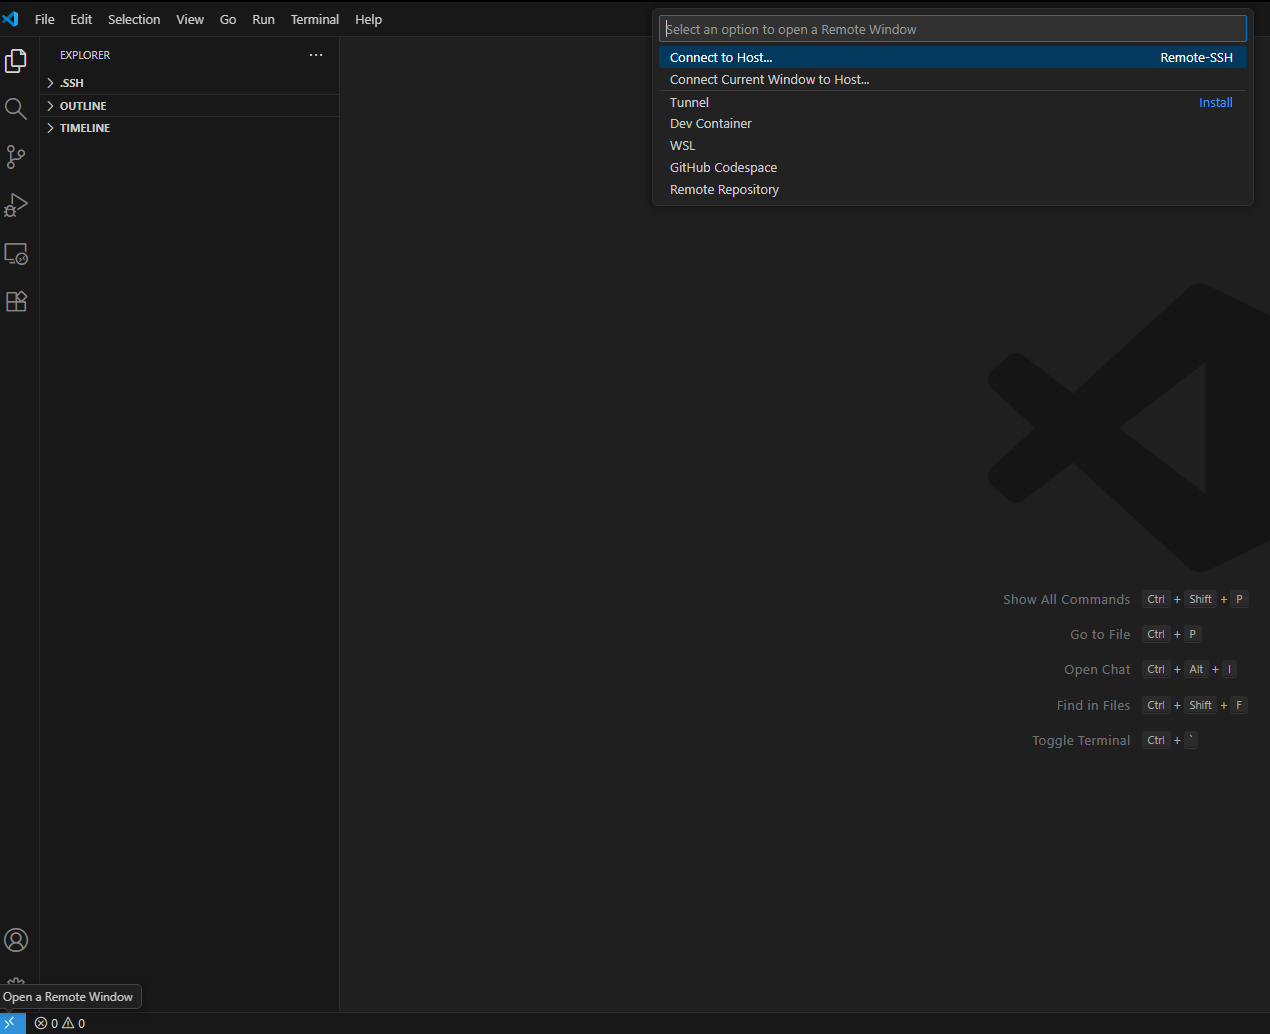 File Edit Selection View Go Run Terminal Help
Select an option to open a Remote Window
Connect to Host... Remote-SSH
Connect Current Window to Host...
Tunnel Install
Dev Container
WSL
GitHub Codespace
Remote Repository
EXPLORER ...
.SSH
OUTLINE
TIMELINE
Show All Commands Ctrl + Shift + P
Go to File Ctrl + P
Open Chat Ctrl + Alt + I
Find in Files Ctrl + Shift + F
Toggle Terminal Ctrl + `
Open a Remote Window
0 0